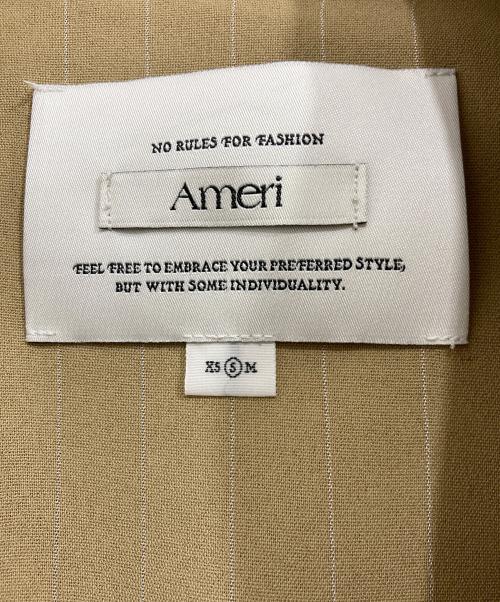 NO RULES FOR FASHION
Ameri
FEEL FREE TO EMBRACE YOUR PREFERRED STYLE,
BUT WITH SOME INDIVIDUALITY.
XS S M